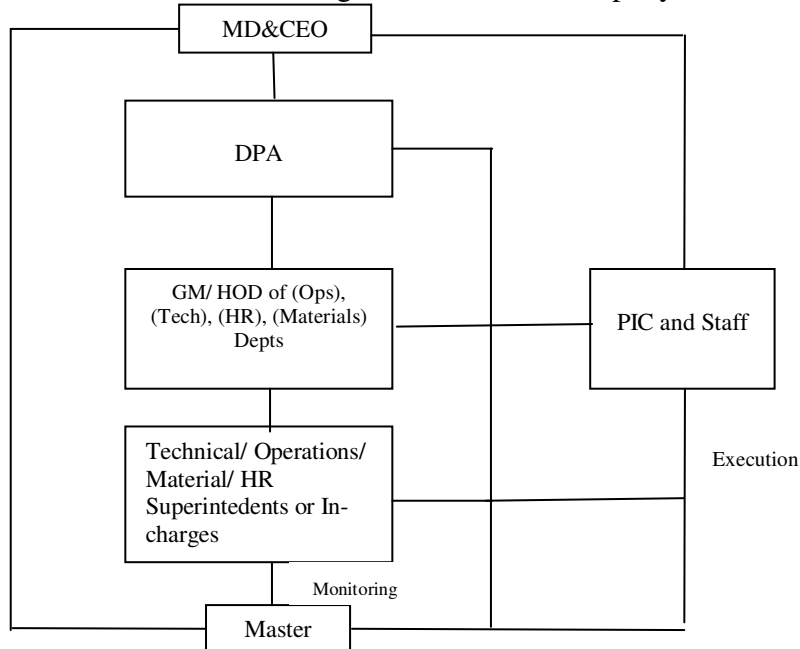 MD&CEO
DPA
GM/ HOD of (Ops),
(Tech), (HR), (Materials)
Depts
PIC and Staff
Technical/ Operations/
Material/ HR
Superintedents or In-
charges
Execution
Monitoring
Master